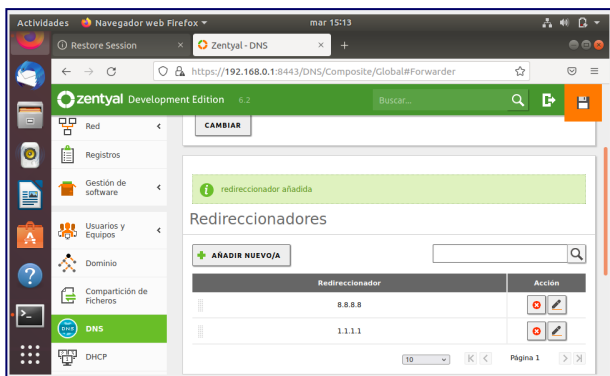 Actividades Navegador web Firefox mar 15:13
Restore Session × Zentyal - DNS × +
https://192.168.0.1:8443/DNS/Composite/Global#Forwarder
zentyal Development Edition 6.2 Buscar...
Red
CAMBIAR
Registros
Gestión de
software
redireccionador añadida
Redireccionadores
Usuarios y
Equipos
AÑADIR NUEVO/A
Dominio
Redireccionador Acción
Compartición de
Ficheros
8.8.8.8
DNS
1.1.1.1
DHCP
10 Página 1